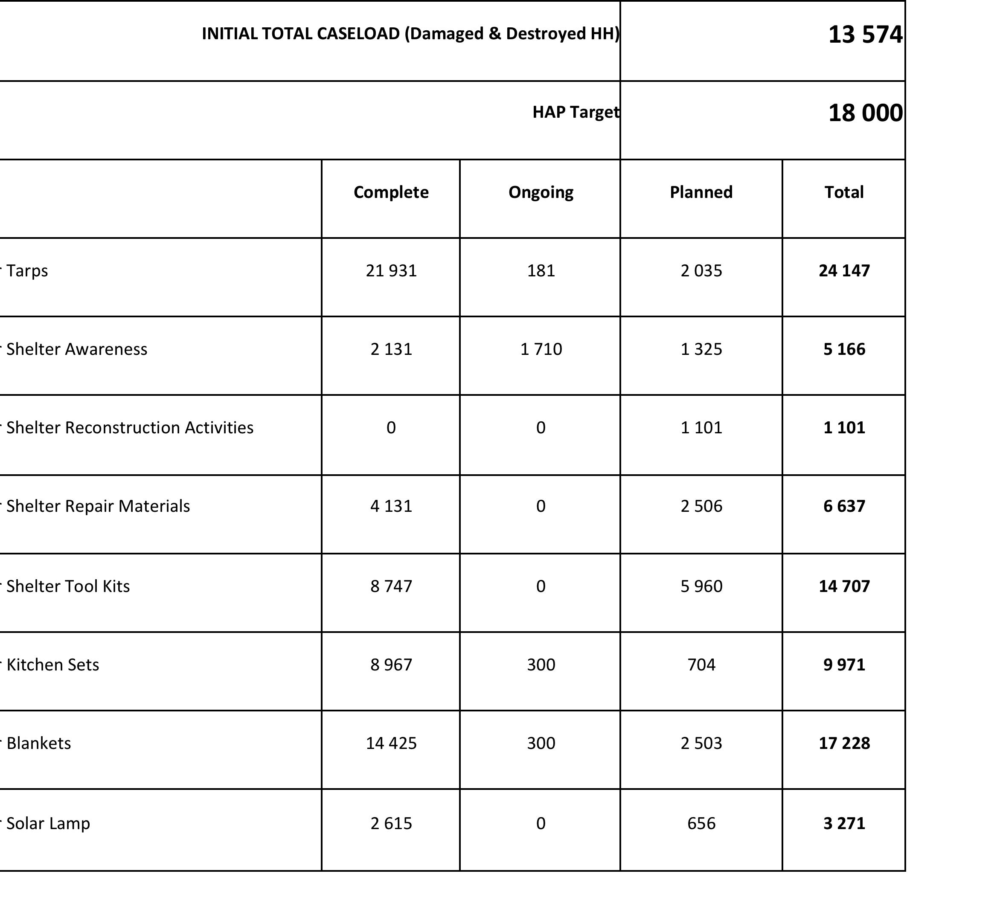 INITIAL TOTAL CASELOAD (Damaged & Destroyed HH) 13 574
HAP Target 18 000
Complete Ongoing Planned Total
r Tarps 21 931 181 2 035 24 147
r Shelter Awareness 2 131 1 710 1 325 5 166
r Shelter Reconstruction Activities 0 0 1 101 1 101
r Shelter Repair Materials 4 131 0 2 506 6 637
r Shelter Tool Kits 8 747 0 5 960 14 707
r Kitchen Sets 8 967 300 704 9 971
r Blankets 14 425 300 2 503 17 228
r Solar Lamp 2 615 0 656 3 271